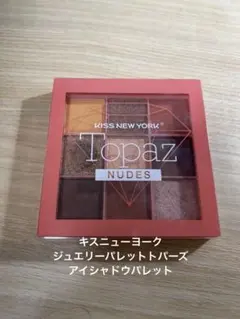 KISS NEW YORK®
Topaz
NUDES
キスニューヨーク
ジュエリーパレットトパーズ
アイシャドウパレット